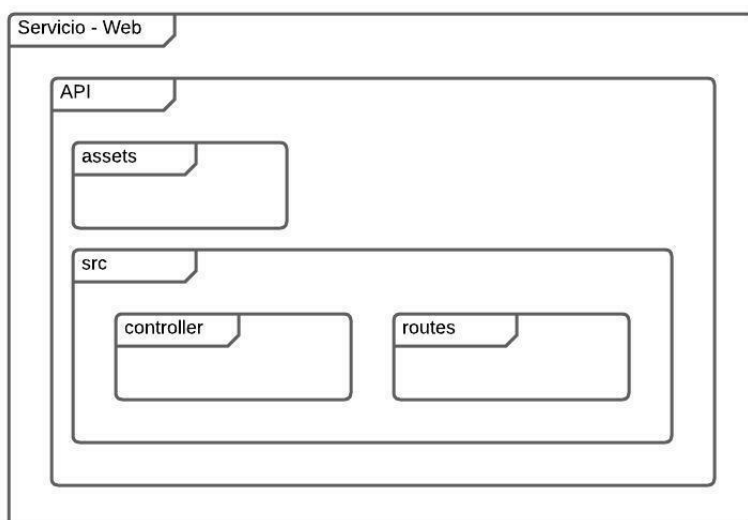 Servicio - Web
API
assets
src
controller
routes